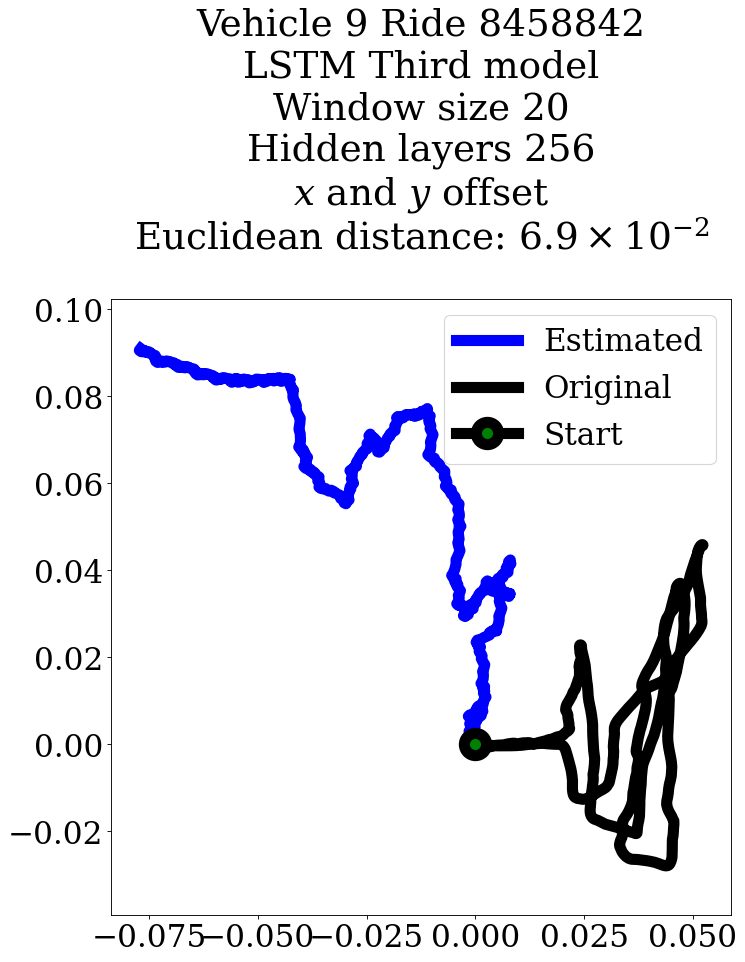 Vehicle 9 Ride 8458842
LSTM Third model
Window size 20
Hidden layers 256
x and y offset
Euclidean distance: 6.9 × 10⁻²
Estimated
Original
Start
0.10
0.08
0.06
0.04
0.02
0.00
−0.02
−0.075 −0.050 −0.025 0.000 0.025 0.050